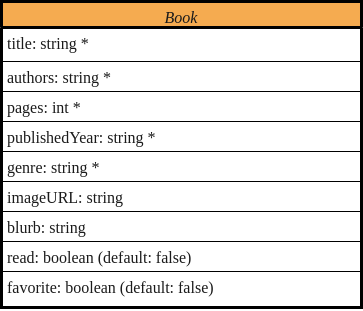 Book
title: string *
authors: string *
pages: int *
publishedYear: string *
genre: string *
imageURL: string
blurb: string
read: boolean (default: false)
favorite: boolean (default: false)